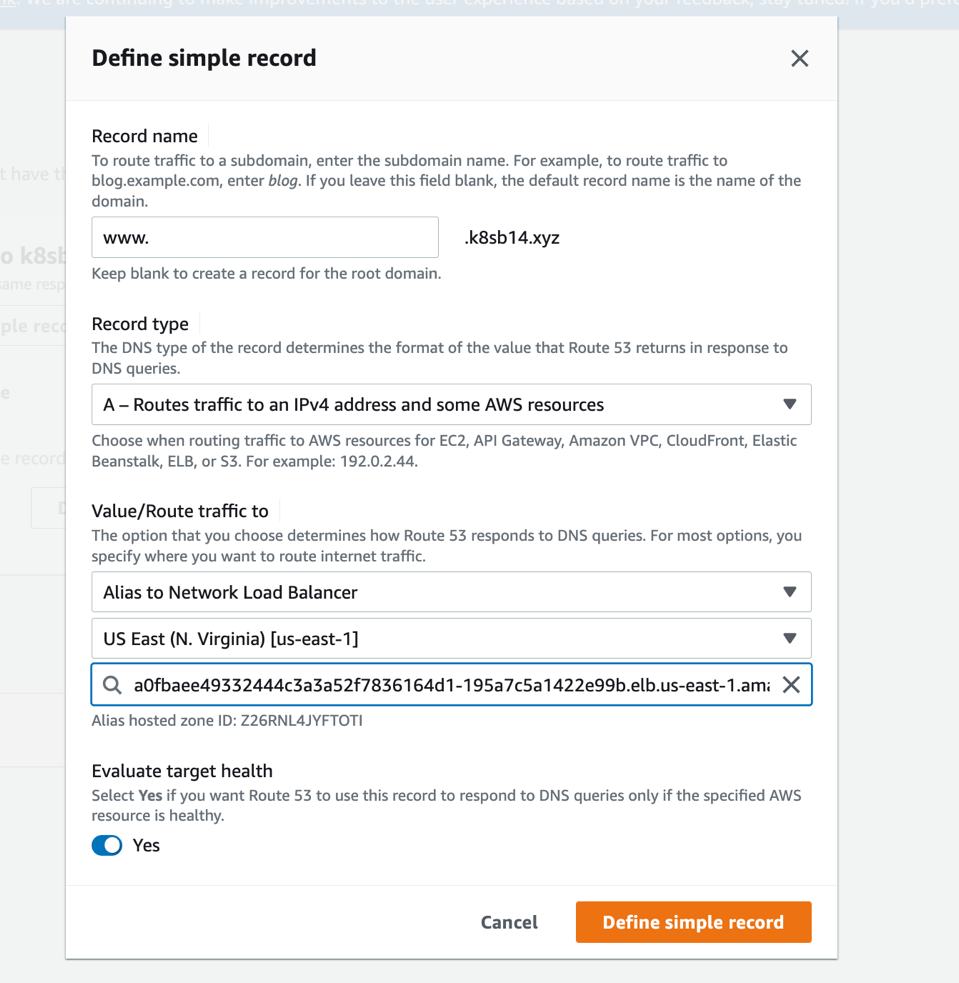 nk. We are continuing to make improvements to the user experience based on your feedback, stay tuned. If you'd pref
Define simple record
Record name
To route traffic to a subdomain, enter the subdomain name. For example, to route traffic to
blog.example.com, enter blog. If you leave this field blank, the default record name is the name of the
domain.
t have th
www.
.k8sb14.xyz
o k8sb
Keep blank to create a record for the root domain.
same resp
Record type
ple reco
The DNS type of the record determines the format of the value that Route 53 returns in response to
DNS queries.
e
A – Routes traffic to an IPv4 address and some AWS resources
Choose when routing traffic to AWS resources for EC2, API Gateway, Amazon VPC, CloudFront, Elastic
Beanstalk, ELB, or S3. For example: 192.0.2.44.
e record
Value/Route traffic to
D
The option that you choose determines how Route 53 responds to DNS queries. For most options, you
specify where you want to route internet traffic.
Alias to Network Load Balancer
US East (N. Virginia) [us-east-1]
a0fbaee49332444c3a3a52f7836164d1-195a7c5a1422e99b.elb.us-east-1.ama
Alias hosted zone ID: Z26RNL4JYFTOTI
Evaluate target health
Select Yes if you want Route 53 to use this record to respond to DNS queries only if the specified AWS
resource is healthy.
Yes
Cancel
Define simple record